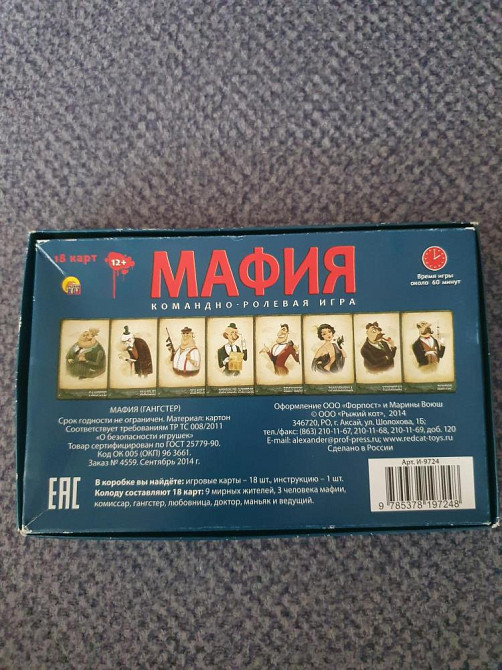 18 карт
12+
МАФИЯ
КОМАНДНО-РОЛЕВАЯ ИГРА
Время игры
около 60 минут
МАФИЯ (ГАНГСТЕР)
Срок годности не ограничен. Материал: картон
Соответствует требованиям ТР ТС 008/2011
«О безопасности игрушек»
Товар сертифицирован по ГОСТ 25779-90.
Код ОК 005 (ОКП) 96 3661.
Заказ № 4559. Сентябрь 2014 г.
Оформление ООО «Форпост» и Марины Воюш
© ООО «Рыжий кот», 2014
346720, РО, г. Аксай, ул. Шолохова, 1Б;
тел./факс: (863) 210-11-67, 210-11-68, 210-11-69, доб. 120
E-mail: alexander@prof-press.ru, www.redcat-toys.ru
Сделано в России
EAC
В коробке вы найдёте: игровые карты – 18 шт., инструкцию – 1 шт.
Колоду составляют 18 карт: 9 мирных жителей, 3 человека мафии,
комиссар, гангстер, любовница, доктор, маньяк и ведущий.
Арт. И-9724
9 785378 197248